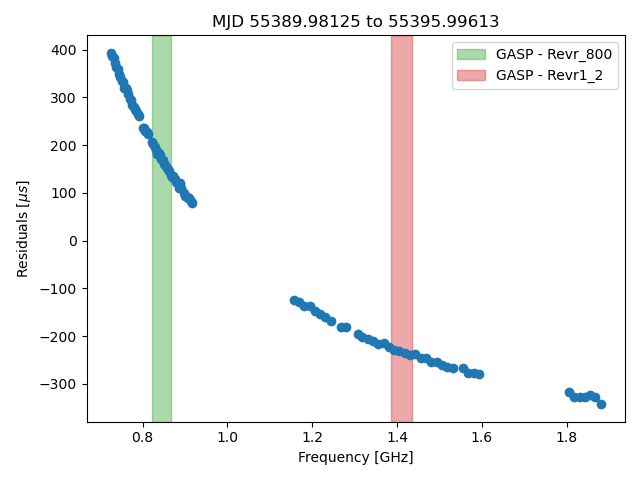 MJD 55389.98125 to 55395.99613
GASP - Revr_800
GASP - Revr1_2
Residuals [μs]
400
300
200
100
0
−100
−200
−300
0.8
1.0
1.2
1.4
1.6
1.8
Frequency [GHz]